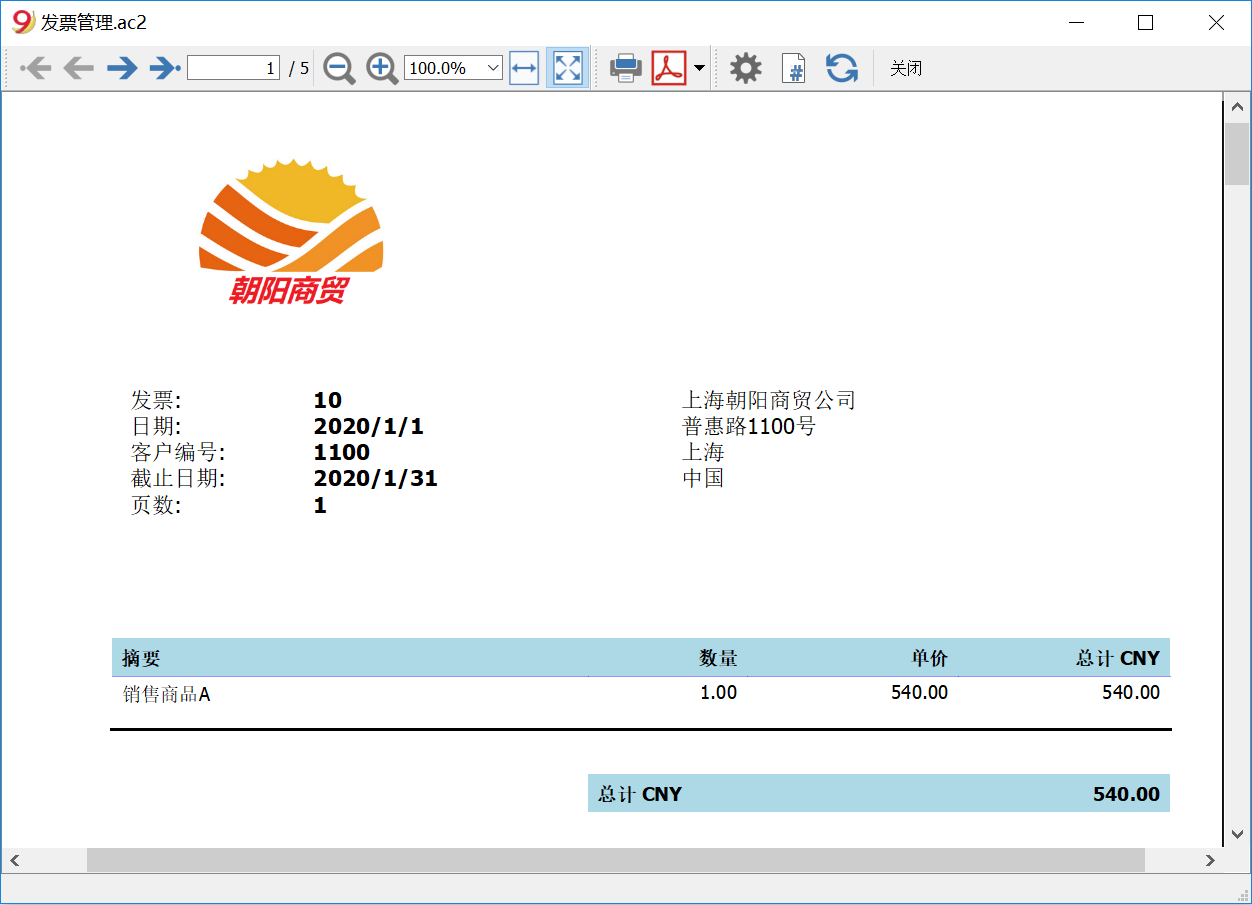 发票管理.ac2
1 / 5 100.0% 关闭
朝阳商贸
发票: 10 上海朝阳商贸公司
日期: 2020/1/1 普惠路1100号
客户编号: 1100 上海
截止日期: 2020/1/31 中国
页数: 1
摘要 数量 单价 总计 CNY
销售商品A 1.00 540.00 540.00
总计 CNY 540.00